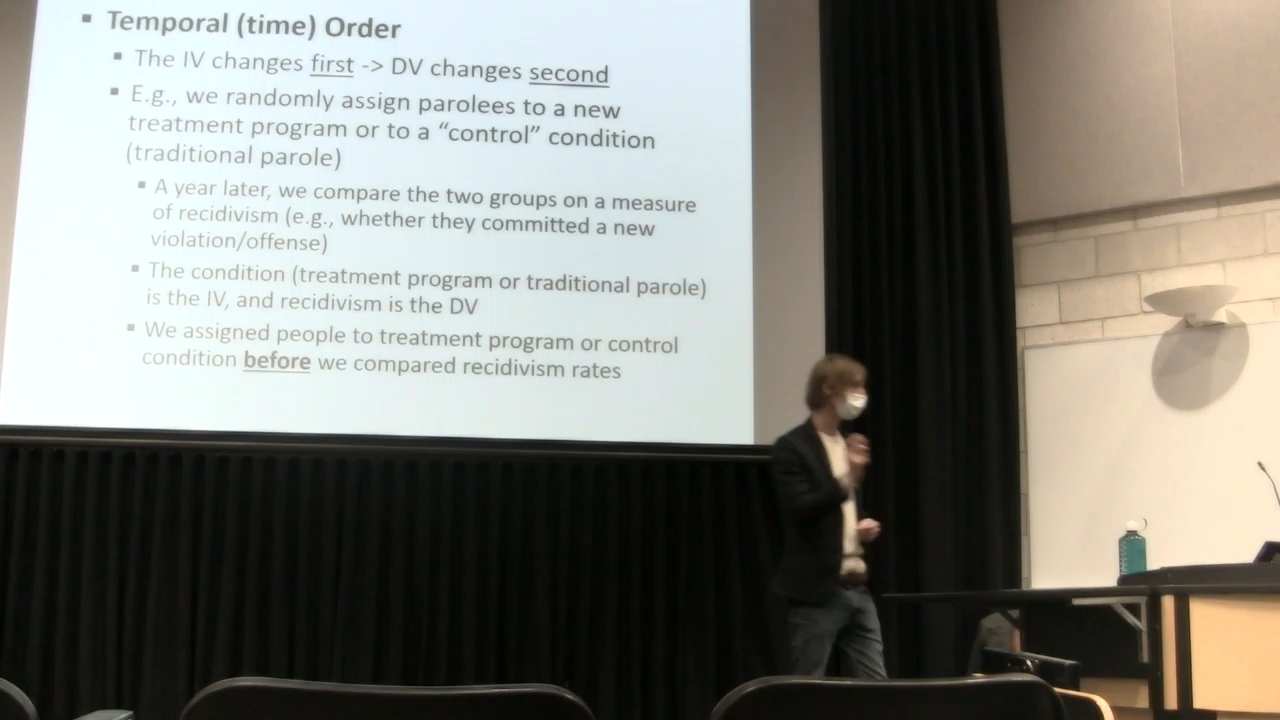 ▪ Temporal (time) Order
▪ The IV changes first -> DV changes second
▪ E.g., we randomly assign parolees to a new
treatment program or to a “control” condition
(traditional parole)
▪ A year later, we compare the two groups on a measure
of recidivism (e.g., whether they committed a new
violation/offense)
▪ The condition (treatment program or traditional parole)
is the IV, and recidivism is the DV
▪ We assigned people to treatment program or control
condition before we compared recidivism rates